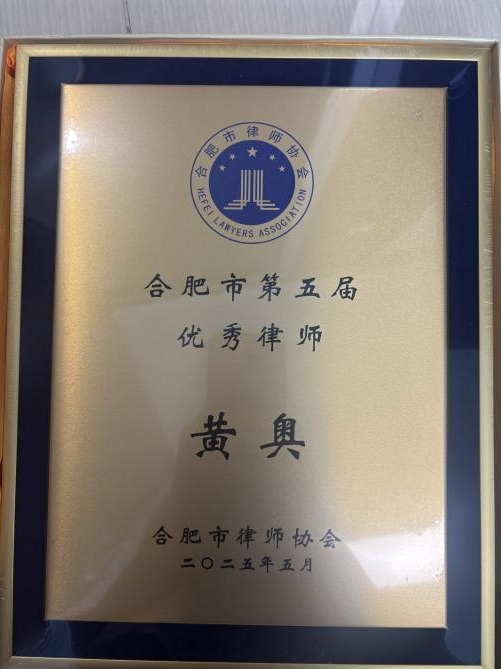 合肥市律师协会
HEFEI LAWYERS ASSOCIATION
合肥市第五届
优秀律师
黄奥
合肥市律师协会
二〇二五年五月